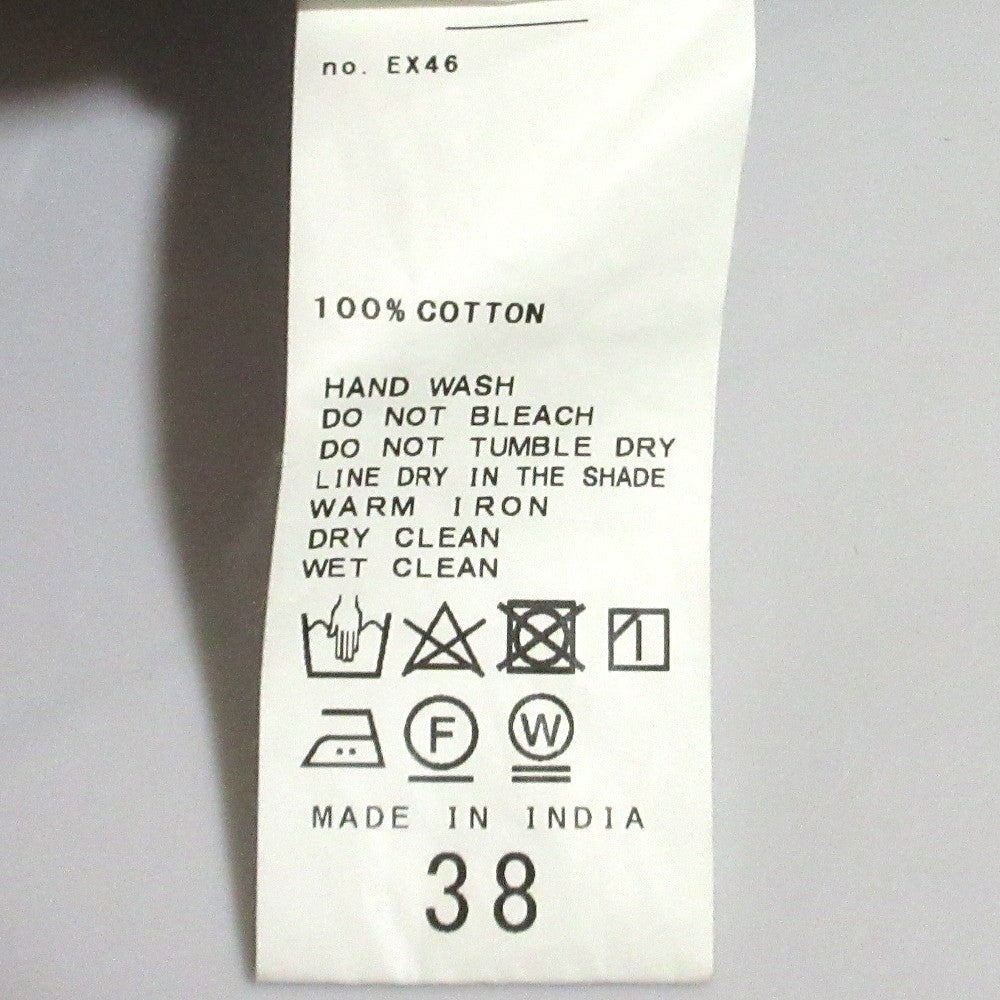 no. EX46
100% COTTON
HAND WASH
DO NOT BLEACH
DO NOT TUMBLE DRY
LINE DRY IN THE SHADE
WARM IRON
DRY CLEAN
WET CLEAN
F W
MADE IN INDIA
38